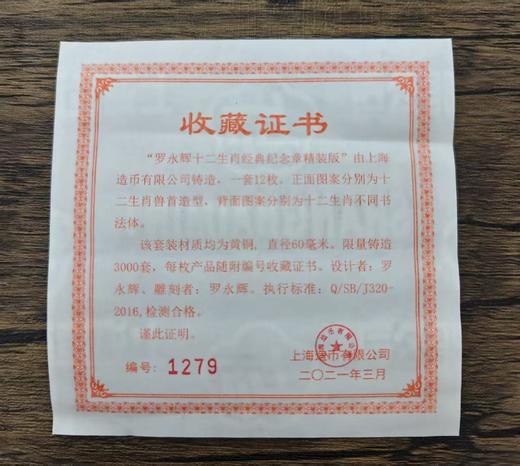 收藏证书
“罗永辉十二生肖经典纪念章精装版”由上海
造币有限公司铸造，一套12枚。正面图案分别为十
二生肖兽首造型，背面图案分别为十二生肖不同书
法体。
该套装材质均为黄铜，直径60毫米。限量铸造
3000套，每枚产品随附编号收藏证书。设计者：罗
永辉、雕刻者：罗永辉。执行标准：Q/SB/J320-
2016,检测合格。
谨此证明。
编号：1279
上海造币有限公司
二〇二一年三月